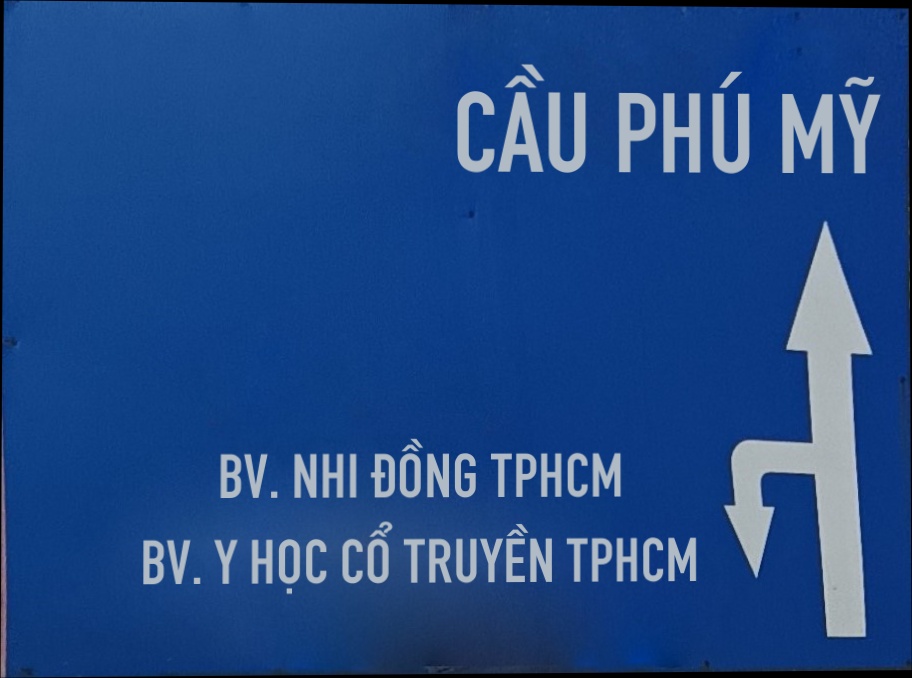 CẦU PHÚ MỸ
BV. NHI ĐỒNG TPHCM
BV. Y HỌC CỔ TRUYỀN TPHCM